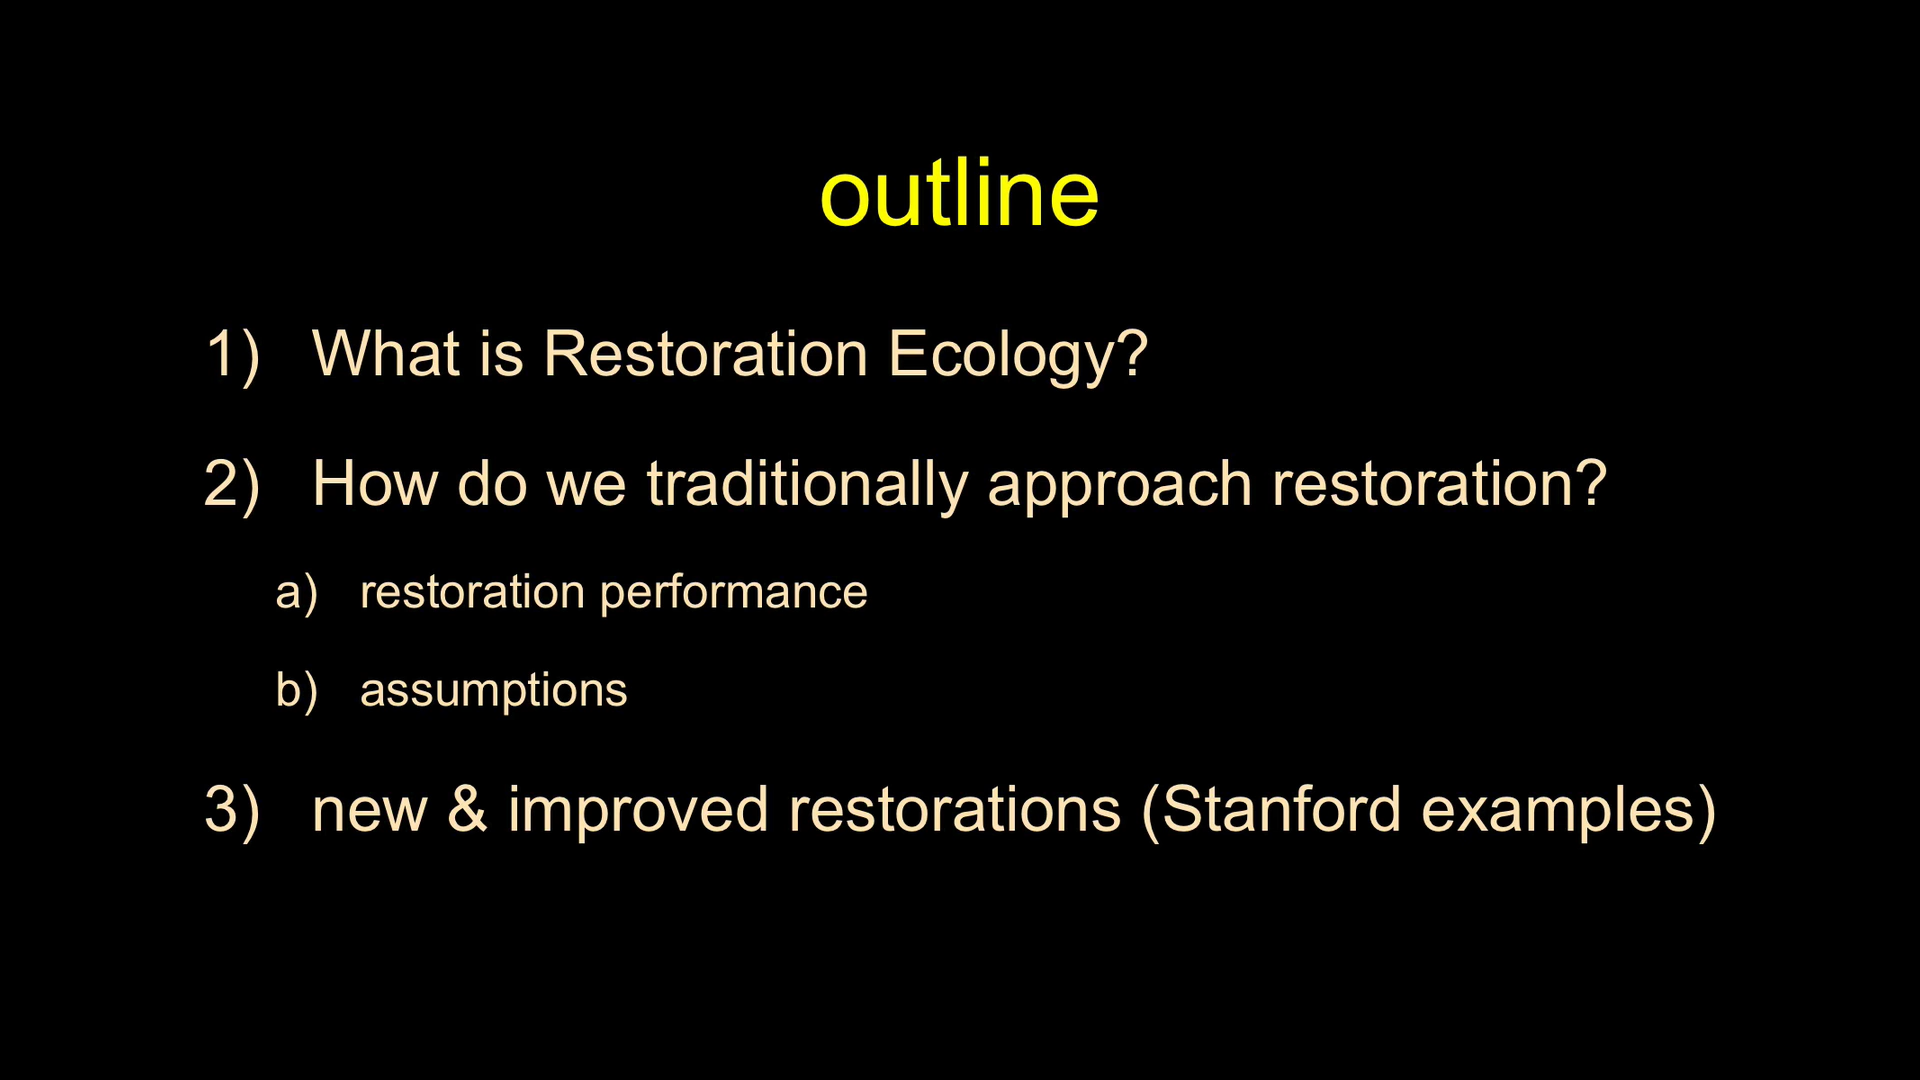 outline
1) What is Restoration Ecology?
2) How do we traditionally approach restoration?
a) restoration performance
b) assumptions
3) new & improved restorations (Stanford examples)